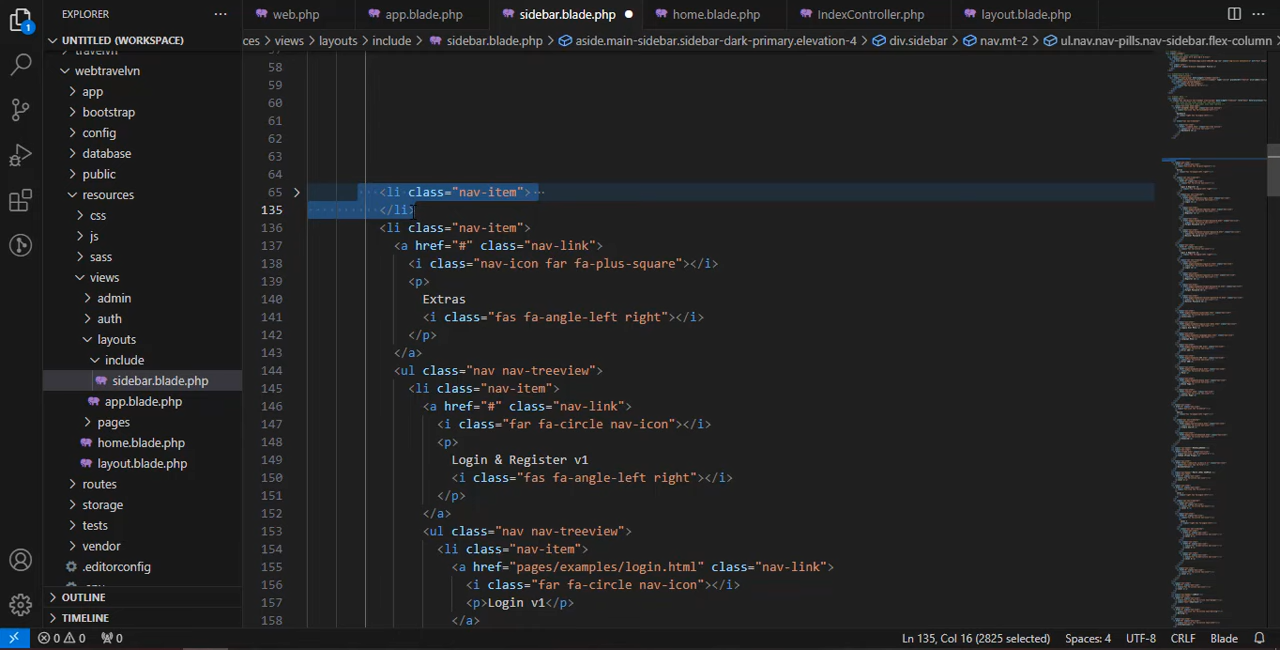 EXPLORER ···
web.php app.blade.php sidebar.blade.php home.blade.php IndexController.php layout.blade.php ···
UNTITLED (WORKSPACE)
ces > views > layouts > include > sidebar.blade.php > aside.main-sidebar.sidebar-dark-primary.elevation-4 > div.sidebar > nav.mt-2 > ul.nav.nav-pills.nav-sidebar.flex-column >
webtravelvn
app
bootstrap
config
database
public
resources
css
js
sass
views
admin
auth
layouts
include
sidebar.blade.php
app.blade.php
pages
home.blade.php
layout.blade.php
routes
storage
tests
vendor
.editorconfig
OUTLINE
TIMELINE
58
59
60
61
62
63
64
65 <li class="nav-item"> ···
135 </li>
136 <li class="nav-item">
137 <a href="#" class="nav-link">
138 <i class="nav-icon far fa-plus-square"></i>
139 <p>
140 Extras
141 <i class="fas fa-angle-left right"></i>
142 </p>
143 </a>
144 <ul class="nav nav-treeview">
145 <li class="nav-item">
146 <a href="#" class="nav-link">
147 <i class="far fa-circle nav-icon"></i>
148 <p>
149 Login & Register v1
150 <i class="fas fa-angle-left right"></i>
151 </p>
152 </a>
153 <ul class="nav nav-treeview">
154 <li class="nav-item">
155 <a href="pages/examples/login.html" class="nav-link">
156 <i class="far fa-circle nav-icon"></i>
157 <p>Login v1</p>
158 </a>
1
0 0 0 Ln 135, Col 16 (2825 selected) Spaces: 4 UTF-8 CRLF Blade